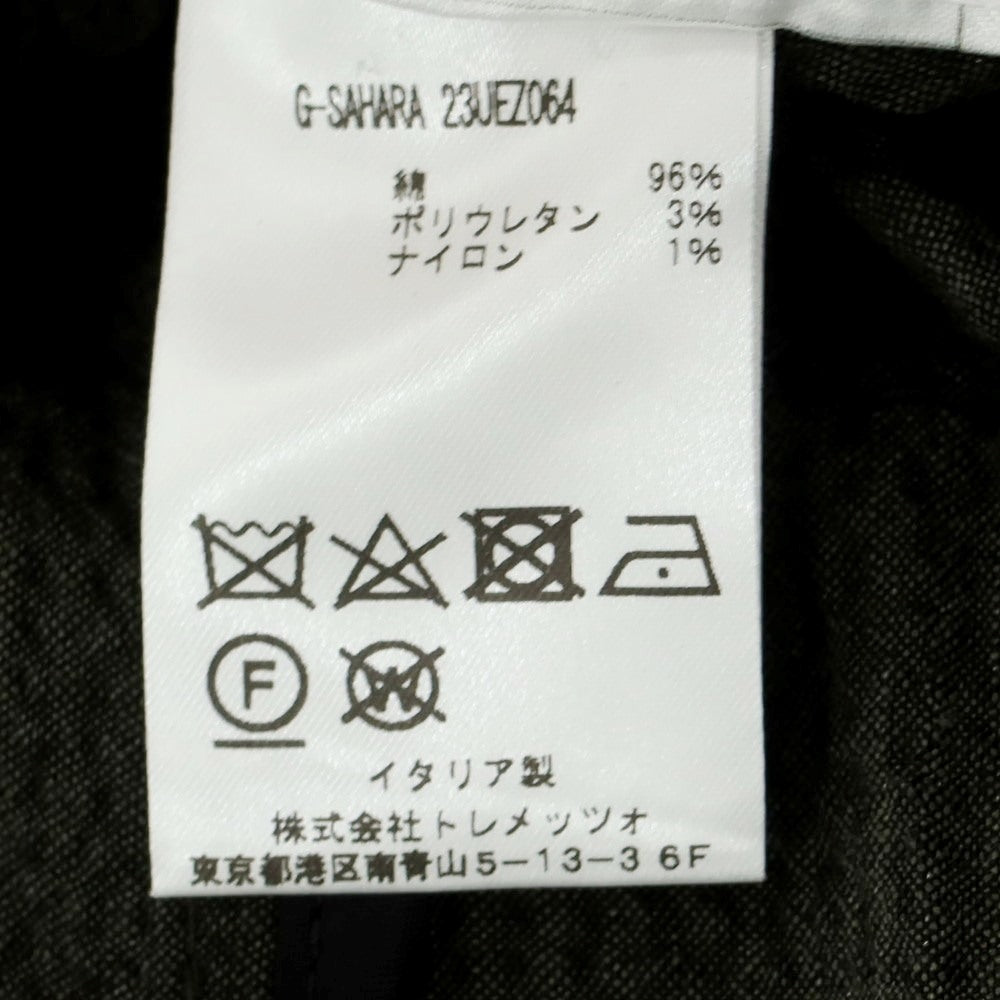 G-SAHARA 23UEZ064
綿 96%
ポリウレタン 3%
ナイロン 1%
F W
イタリア製
株式会社トレメッツォ
東京都港区南青山5-13-3 6F